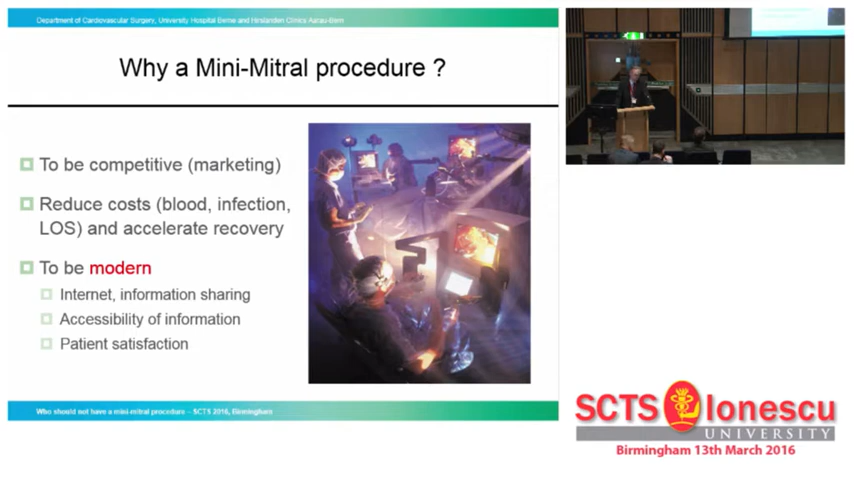 Department of Cardiovascular Surgery, University Hospital Berne and Hirslanden Clinics Aarau-Bern
Why a Mini-Mitral procedure ?
To be competitive (marketing)
Reduce costs (blood, infection,
LOS) and accelerate recovery
To be modern
Internet, information sharing
Accessibility of information
Patient satisfaction
Who should not have a mini-mitral procedure – SCTS 2016, Birmingham
SCTS Ionescu
UNIVERSITY
Birmingham 13th March 2016